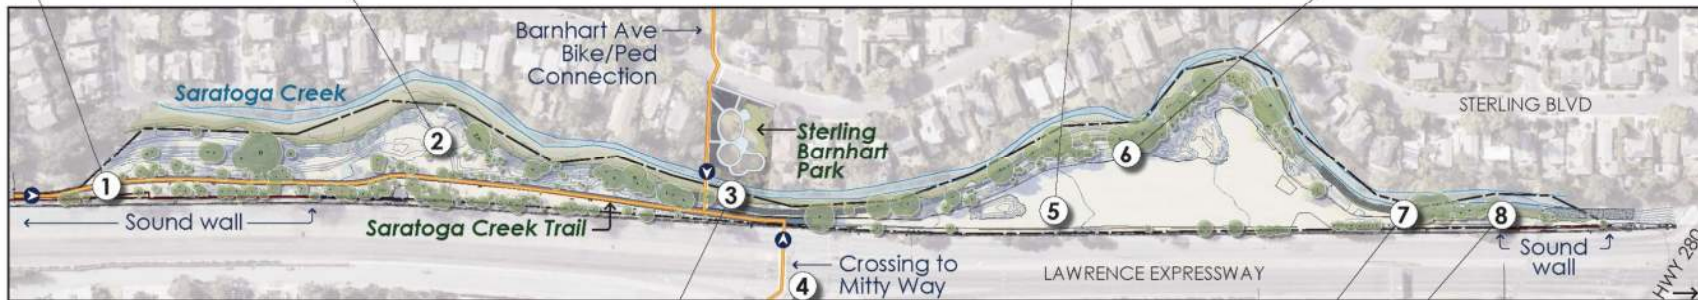 Barnhart Ave
Bike/Ped
Connection
Saratoga Creek
STERLING BLVD
Sterling
Barnhart
Park
1
2
3
4
5
6
7
8
Sound wall
Saratoga Creek Trail
Crossing to
Mitty Way
LAWRENCE EXPRESSWAY
Sound
wall
HWY 280